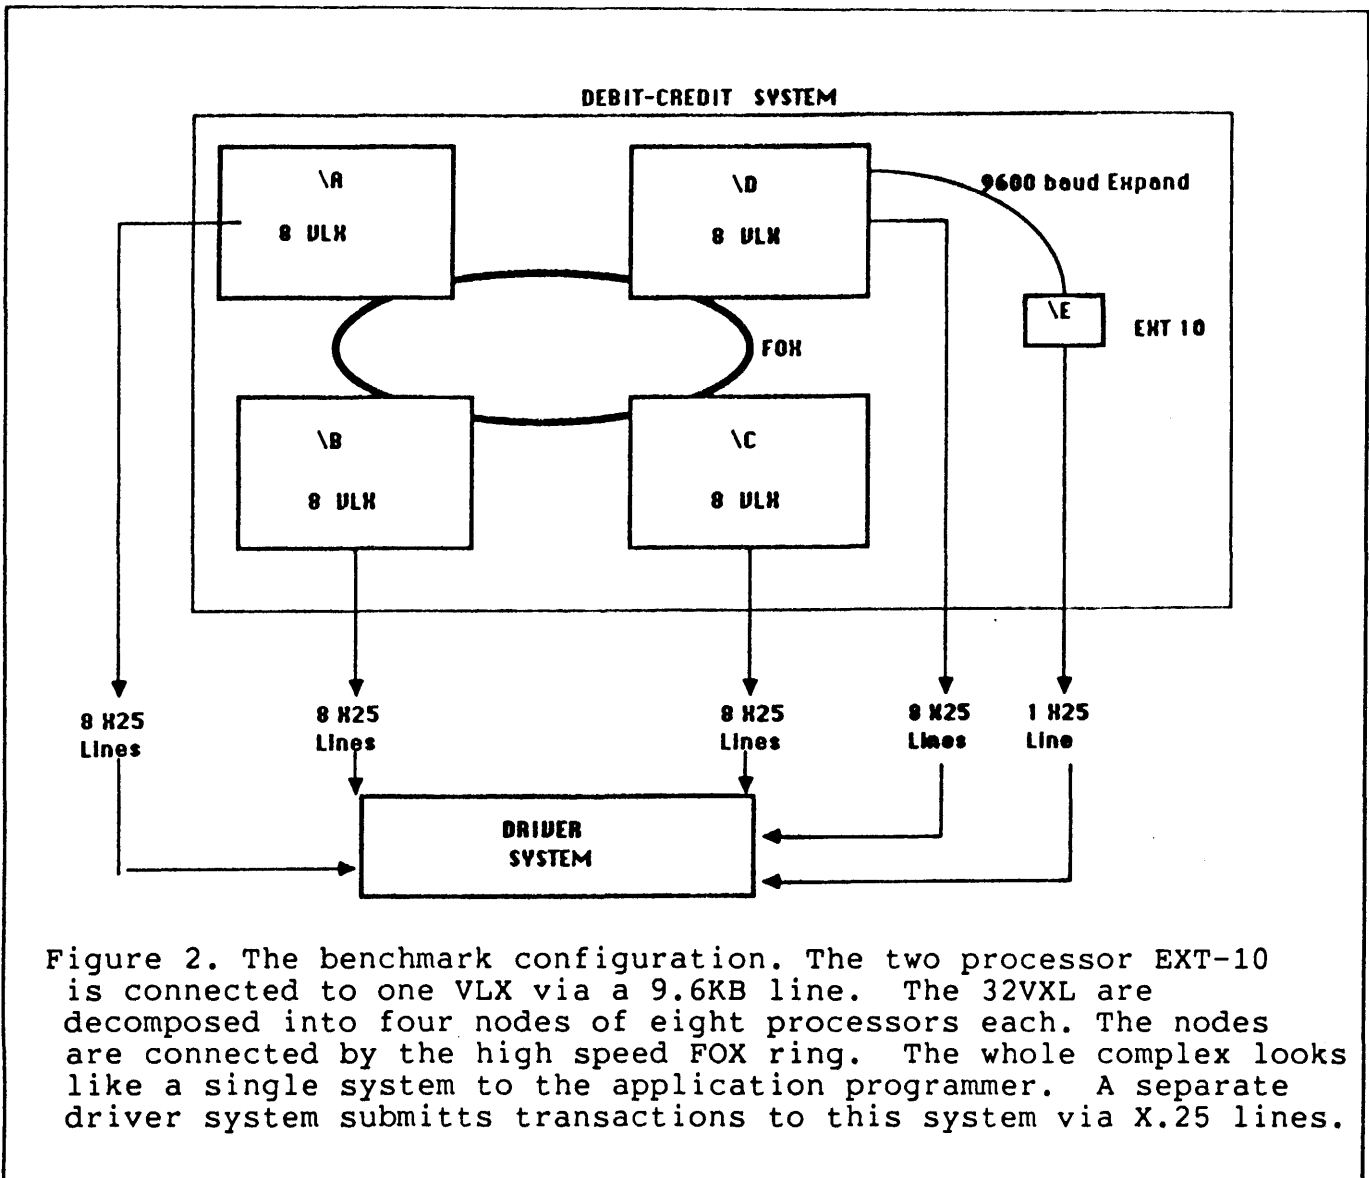 DEBIT-CREDIT SYSTEM
\A
8 VLX
\D
8 VLX
9600 baud Expand
\E
EXT 10
FOX
\B
8 VLX
\C
8 VLX
8 X25
Lines
8 X25
Lines
8 X25
Lines
8 X25
Lines
1 X25
Line
DRIVER
SYSTEM
Figure 2. The benchmark configuration. The two processor EXT-10
is connected to one VLX via a 9.6KB line. The 32VXL are
decomposed into four nodes of eight processors each. The nodes
are connected by the high speed FOX ring. The whole complex looks
like a single system to the application programmer. A separate
driver system submitts transactions to this system via X.25 lines.